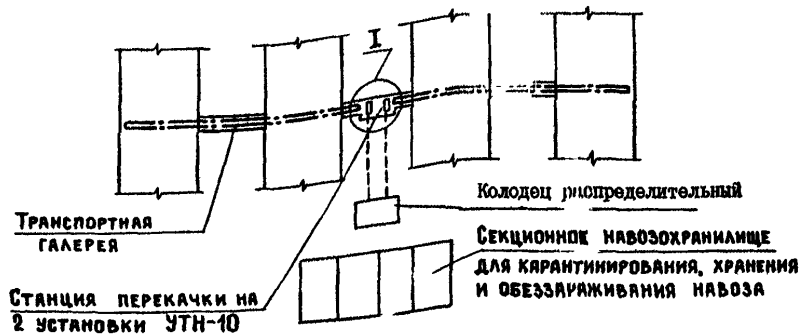 I
Колодец распределительный
Транспортная
галерея
Секционное навозохранилище
для карантинирования, хранения
и обеззараживания навоза
Станция перекачки на
2 установки УТН-10